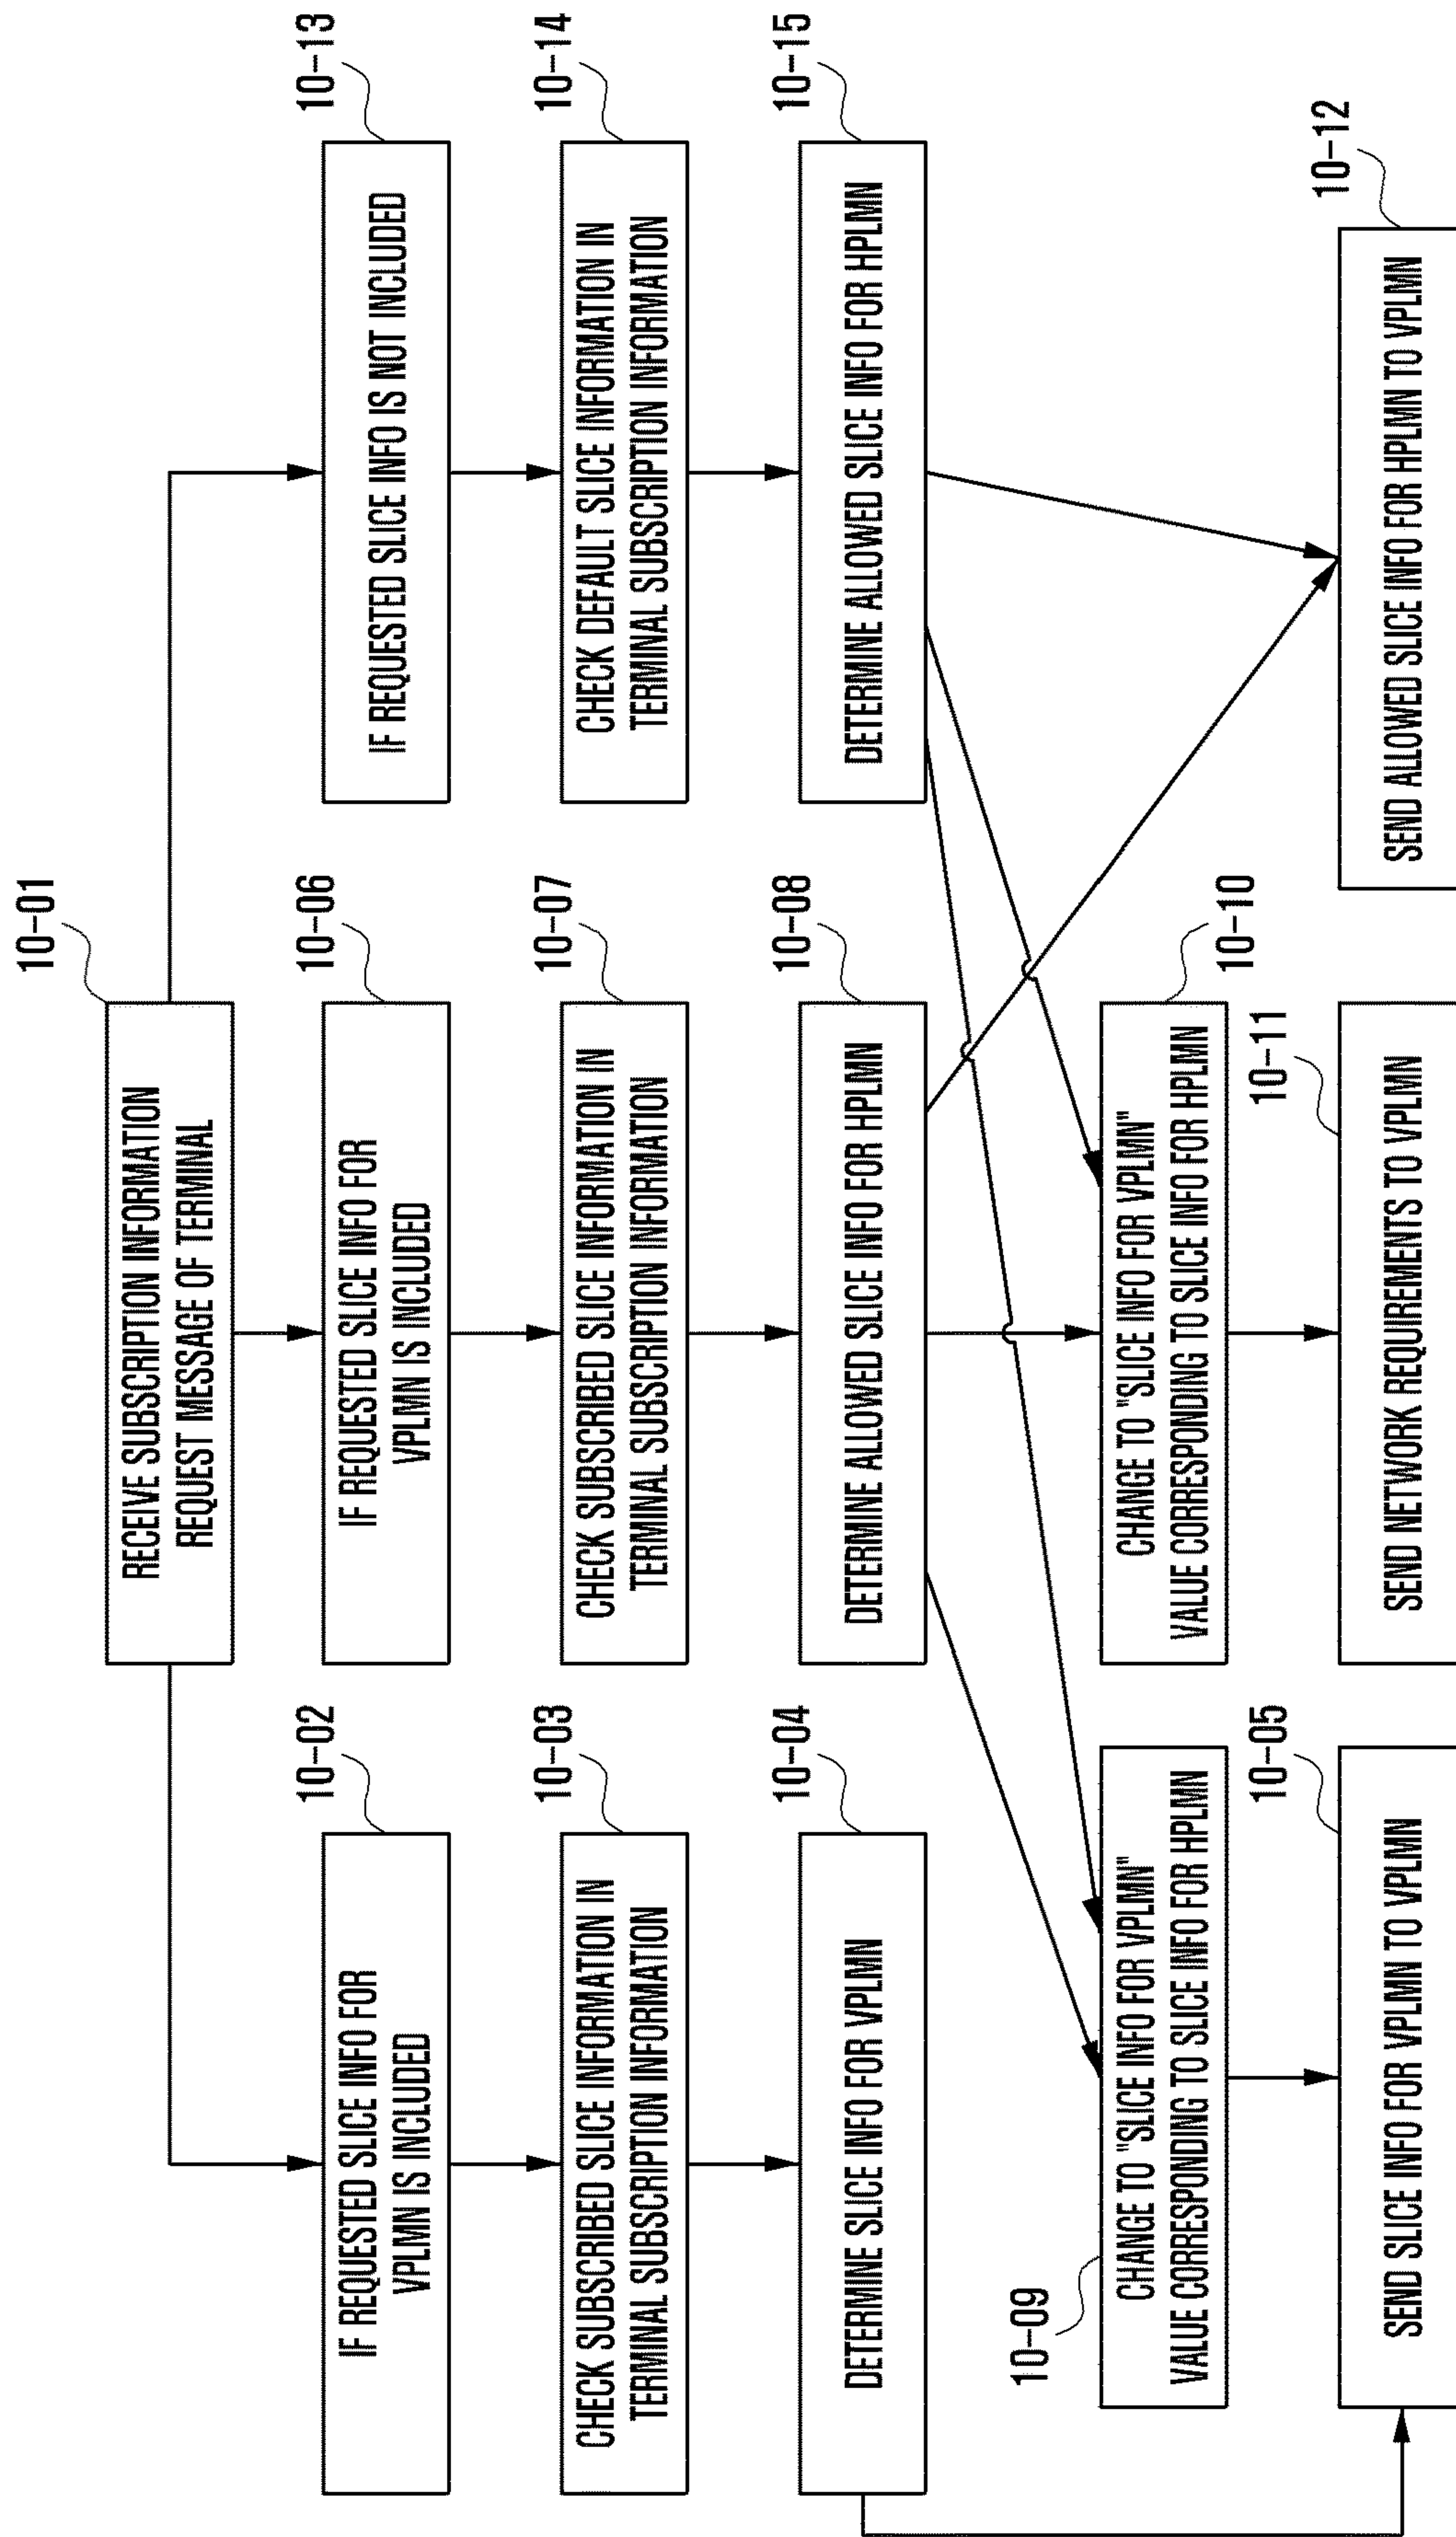 10-01
RECEIVE SUBSCRIPTION INFORMATION
REQUEST MESSAGE OF TERMINAL
10-02
IF REQUESTED SLICE INFO FOR
VPLMN IS INCLUDED
10-06
IF REQUESTED SLICE INFO FOR
VPLMN IS INCLUDED
10-13
IF REQUESTED SLICE INFO IS NOT INCLUDED
10-03
CHECK SUBSCRIBED SLICE INFORMATION IN
TERMINAL SUBSCRIPTION INFORMATION
10-07
CHECK SUBSCRIBED SLICE INFORMATION IN
TERMINAL SUBSCRIPTION INFORMATION
10-14
CHECK DEFAULT SLICE INFORMATION IN
TERMINAL SUBSCRIPTION INFORMATION
10-04
DETERMINE SLICE INFO FOR VPLMN
10-08
DETERMINE ALLOWED SLICE INFO FOR HPLMN
10-15
DETERMINE ALLOWED SLICE INFO FOR HPLMN
10-09
CHANGE TO "SLICE INFO FOR VPLMN"
VALUE CORRESPONDING TO SLICE INFO FOR HPLMN
10-10
CHANGE TO "SLICE INFO FOR VPLMN"
VALUE CORRESPONDING TO SLICE INFO FOR HPLMN
10-05
SEND SLICE INFO FOR VPLMN TO VPLMN
10-11
SEND NETWORK REQUIREMENTS TO VPLMN
10-12
SEND ALLOWED SLICE INFO FOR HPLMN TO VPLMN